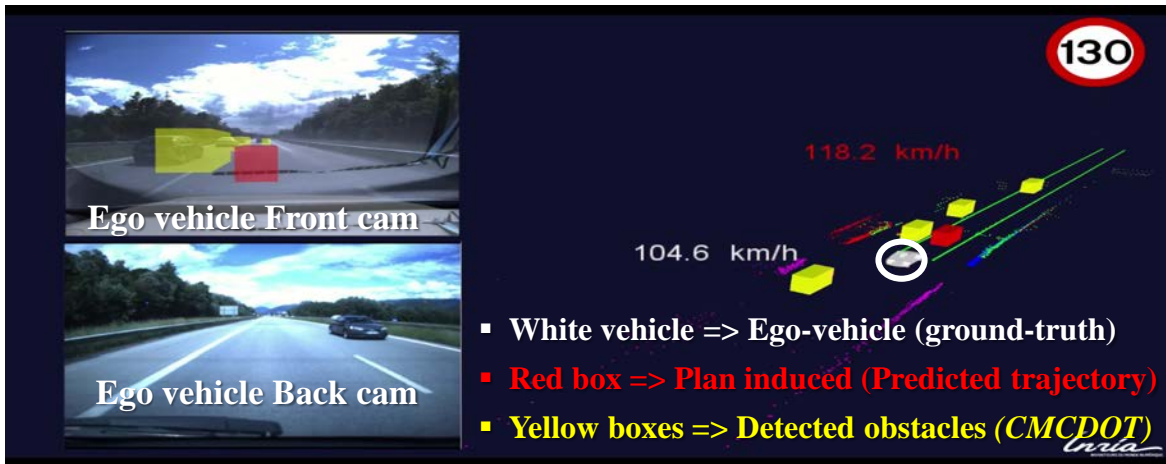 130
118.2 km/h
Ego vehicle Front cam
104.6 km/h
▪ White vehicle => Ego-vehicle (ground-truth)
▪ Red box => Plan induced (Predicted trajectory)
Ego vehicle Back cam
▪ Yellow boxes => Detected obstacles (CMCDOT)
Inria